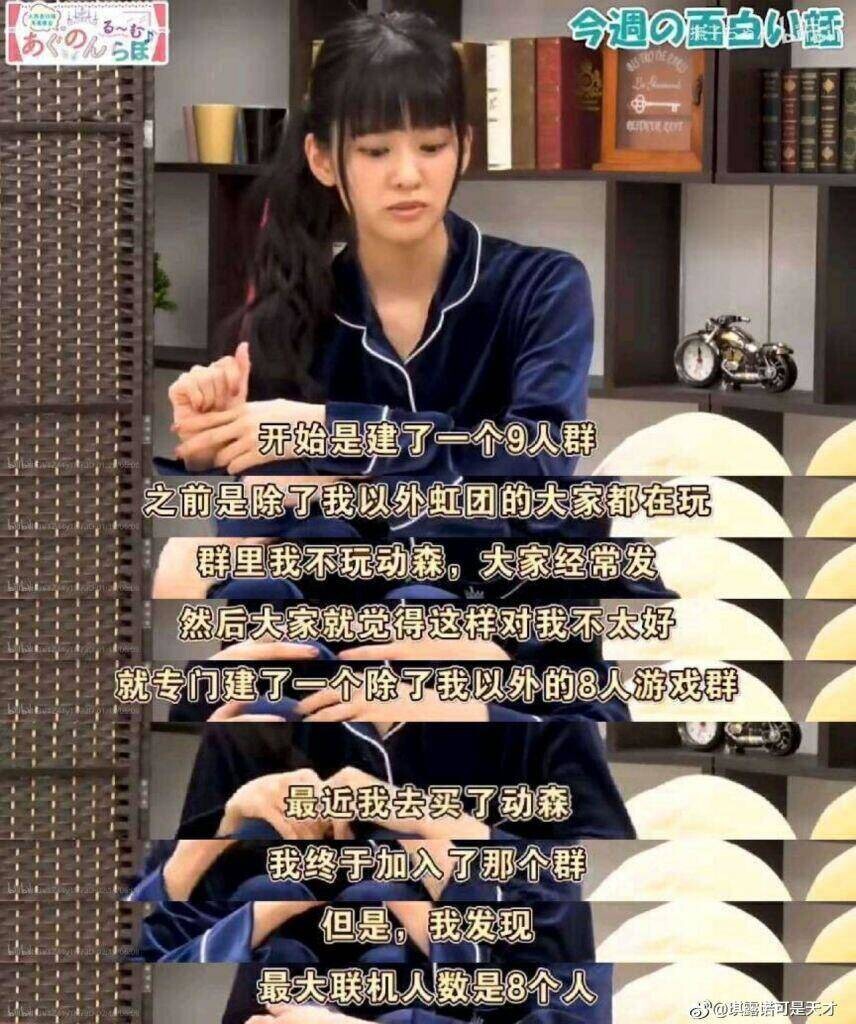 あぐのん る〜む♪らぼ
今週の面白い話
BISTRO DE PARIS
开始是建了一个9人群
之前是除了我以外虹团的大家都在玩
群里我不玩动森，大家经常发
然后大家就觉得这样对我不太好
就专门建了一个除了我以外的8人游戏群
最近我去买了动森
我终于加入了那个群
但是，我发现
最大联机人数是8个人
@琪露诺可是天才